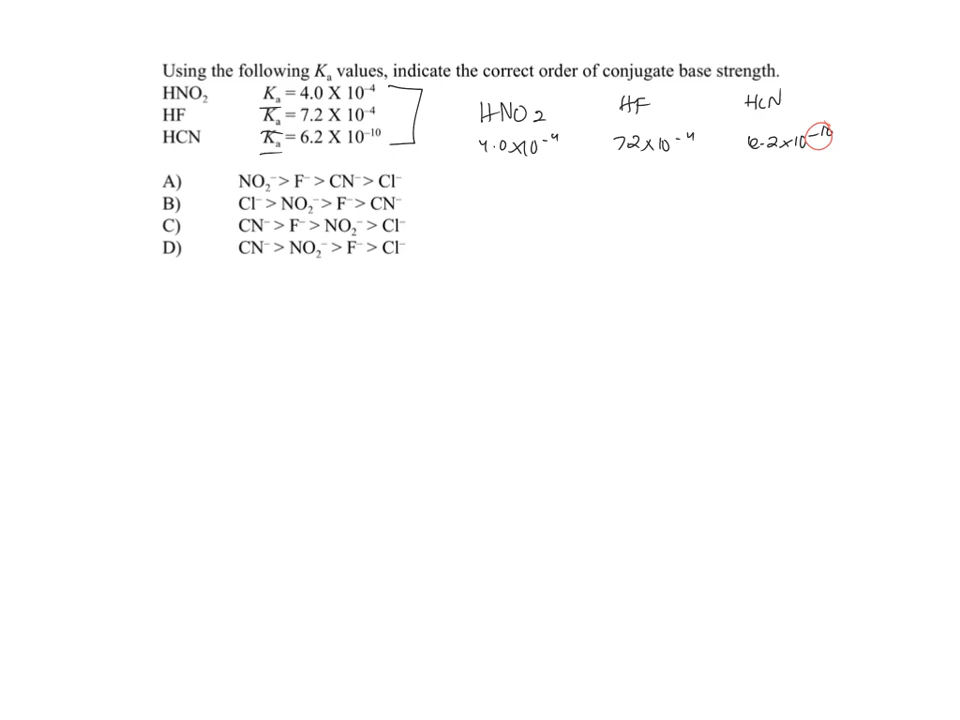 Using the following Kₐ values, indicate the correct order of conjugate base strength.
HNO₂ Kₐ = 4.0 X 10⁻⁴
HF Kₐ = 7.2 X 10⁻⁴
HCN Kₐ = 6.2 X 10⁻¹⁰
HNO2 HF HCN
4.0x10⁻⁴ 72x10⁻⁴ 6.2x10⁻¹⁰
A) NO₂⁻ > F⁻ > CN⁻ > Cl⁻
B) Cl⁻ > NO₂⁻ > F⁻ > CN⁻
C) CN⁻ > F⁻ > NO₂⁻ > Cl⁻
D) CN⁻ > NO₂⁻ > F⁻ > Cl⁻